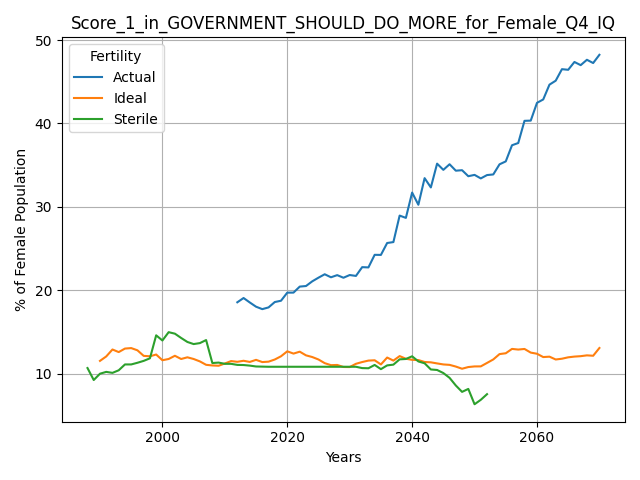 Score_1_in_GOVERNMENT_SHOULD_DO_MORE_for_Female_Q4_IQ
Fertility
Actual
Ideal
Sterile
% of Female Population
50
40
30
20
10
2000
2020
2040
2060
Years